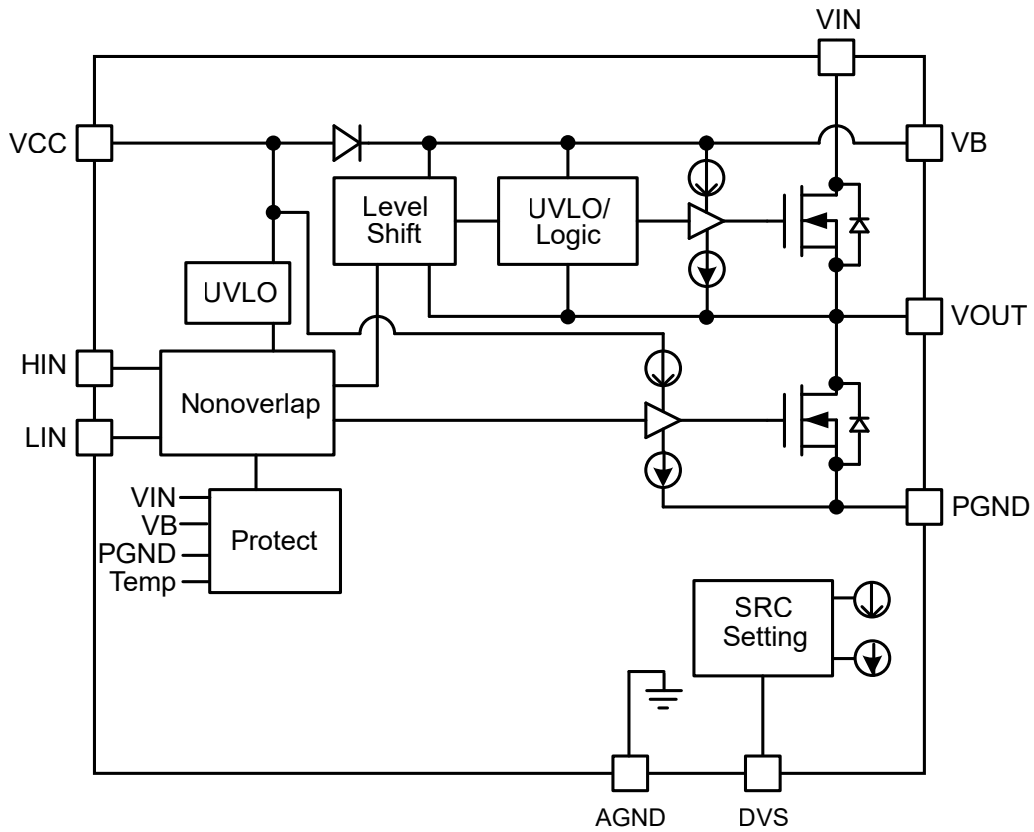 VIN
VCC
VB
Level
Shift
UVLO/
Logic
UVLO
VOUT
HIN
Nonoverlap
LIN
VIN
VB
PGND
Temp
Protect
PGND
SRC
Setting
AGND
DVS